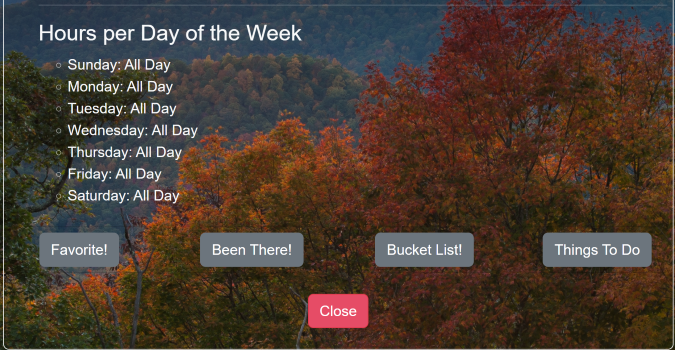 Hours per Day of the Week
Sunday: All Day
Monday: All Day
Tuesday: All Day
Wednesday: All Day
Thursday: All Day
Friday: All Day
Saturday: All Day
Favorite! Been There! Bucket List! Things To Do
Close